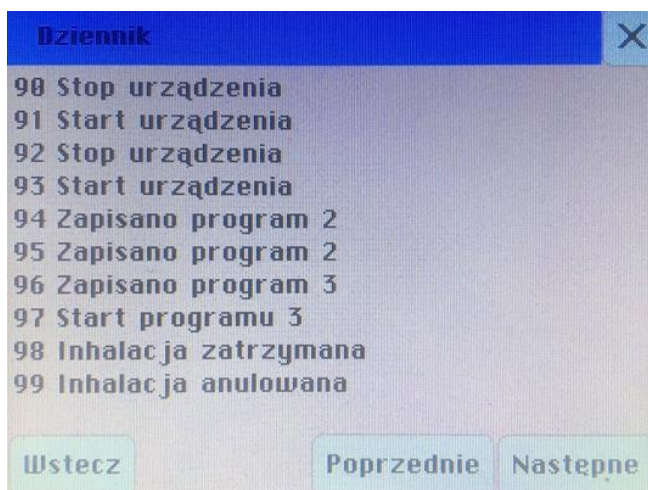 Dziennik
X
90 Stop urządzenia
91 Start urządzenia
92 Stop urządzenia
93 Start urządzenia
94 Zapisano program 2
95 Zapisano program 2
96 Zapisano program 3
97 Start programu 3
98 Inhalacja zatrzymana
99 Inhalacja anulowana
Wstecz Poprzednie Następne